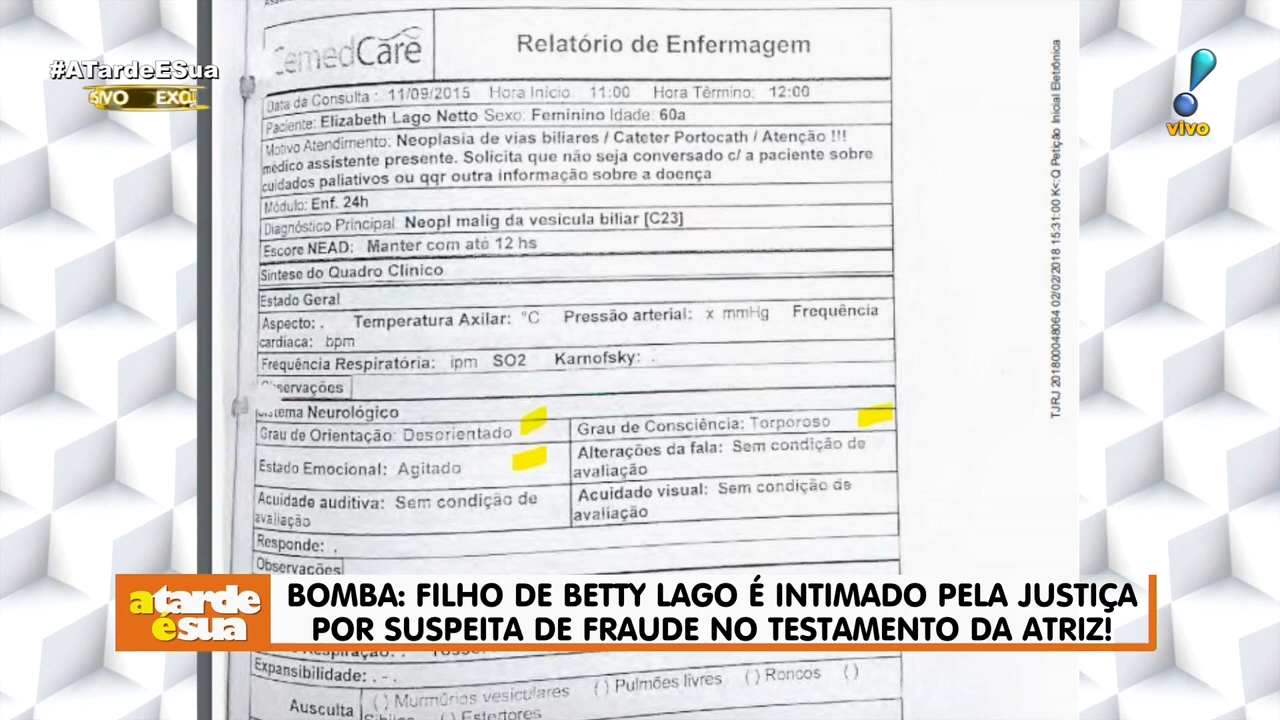 #ATardeESua
SIVO EXCL
vivo
CemedCare
Relatório de Enfermagem
Data da Consulta : 11/09/2015 Hora Início 11:00 Hora Término: 12:00
Paciente: Elizabeth Lago Netto Sexo: Feminino Idade: 60a
Motivo Atendimento: Neoplasia de vias biliares / Cateter Portocath / Atenção !!!
médico assistente presente. Solicita que não seja conversado c/ a paciente sobre
cuidados paliativos ou qqr outra informação sobre a doença
Módulo: Enf. 24h
Diagnóstico Principal Neopl malig da vesicula biliar [C23]
Escore NEAD: Manter com até 12 hs
Síntese do Quadro Clinico
Estado Geral
Aspecto: . Temperatura Axilar: °C Pressão arterial: x mmHg Frequência
cardíaca: bpm
Frequência Respiratória: ipm SO2 Karnofsky: .
Observações
Sistema Neurológico
Grau de Orientação: Desorientado Grau de Consciência: Torporoso
Estado Emocional: Agitado Alterações da fala: Sem condição de
avaliação
Acuidade auditiva: Sem condição de
avaliação
Acuidade visual: Sem condição de
avaliação
Responde: .
Observações
a tarde é sua
BOMBA: FILHO DE BETTY LAGO É INTIMADO PELA JUSTIÇA
POR SUSPEITA DE FRAUDE NO TESTAMENTO DA ATRIZ!
Expansibilidade: . - .
Ausculta ( ) Murmúrios vesiculares ( ) Pulmões livres ( ) Roncos ( )
( ) Estertores
TJRJ 201800048064 02/02/2018 15:31:00 K<:Q Petição Inicial Eletrônica